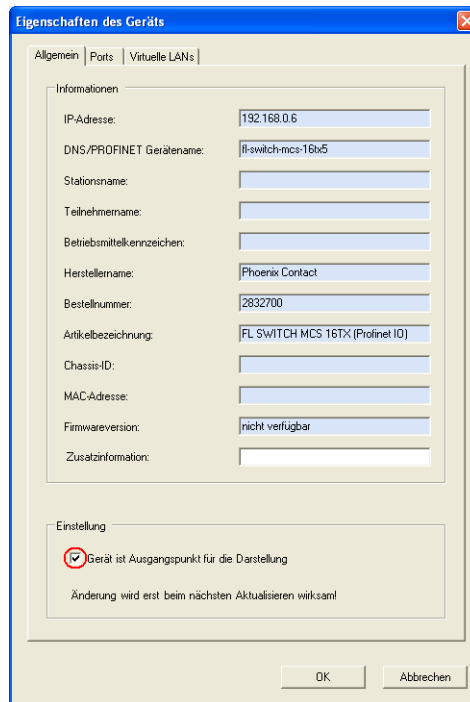 Eigenschaften des Geräts
Allgemein Ports Virtuelle LANs
Informationen
IP-Adresse: 192.168.0.6
DNS/PROFINET Gerätename: fl-switch-mcs-16tx5
Stationsname:
Teilnehmername:
Betriebsmittelkennzeichen:
Herstellername: Phoenix Contact
Bestellnummer: 2832700
Artikelbezeichnung: FL SWITCH MCS 16TX (Profinet IO)
Chassis-ID:
MAC-Adresse:
Firmwareversion: nicht verfügbar
Zusatzinformation:
Einstellung
Gerät ist Ausgangspunkt für die Darstellung
Änderung wird erst beim nächsten Aktualisieren wirksam!
OK Abbrechen